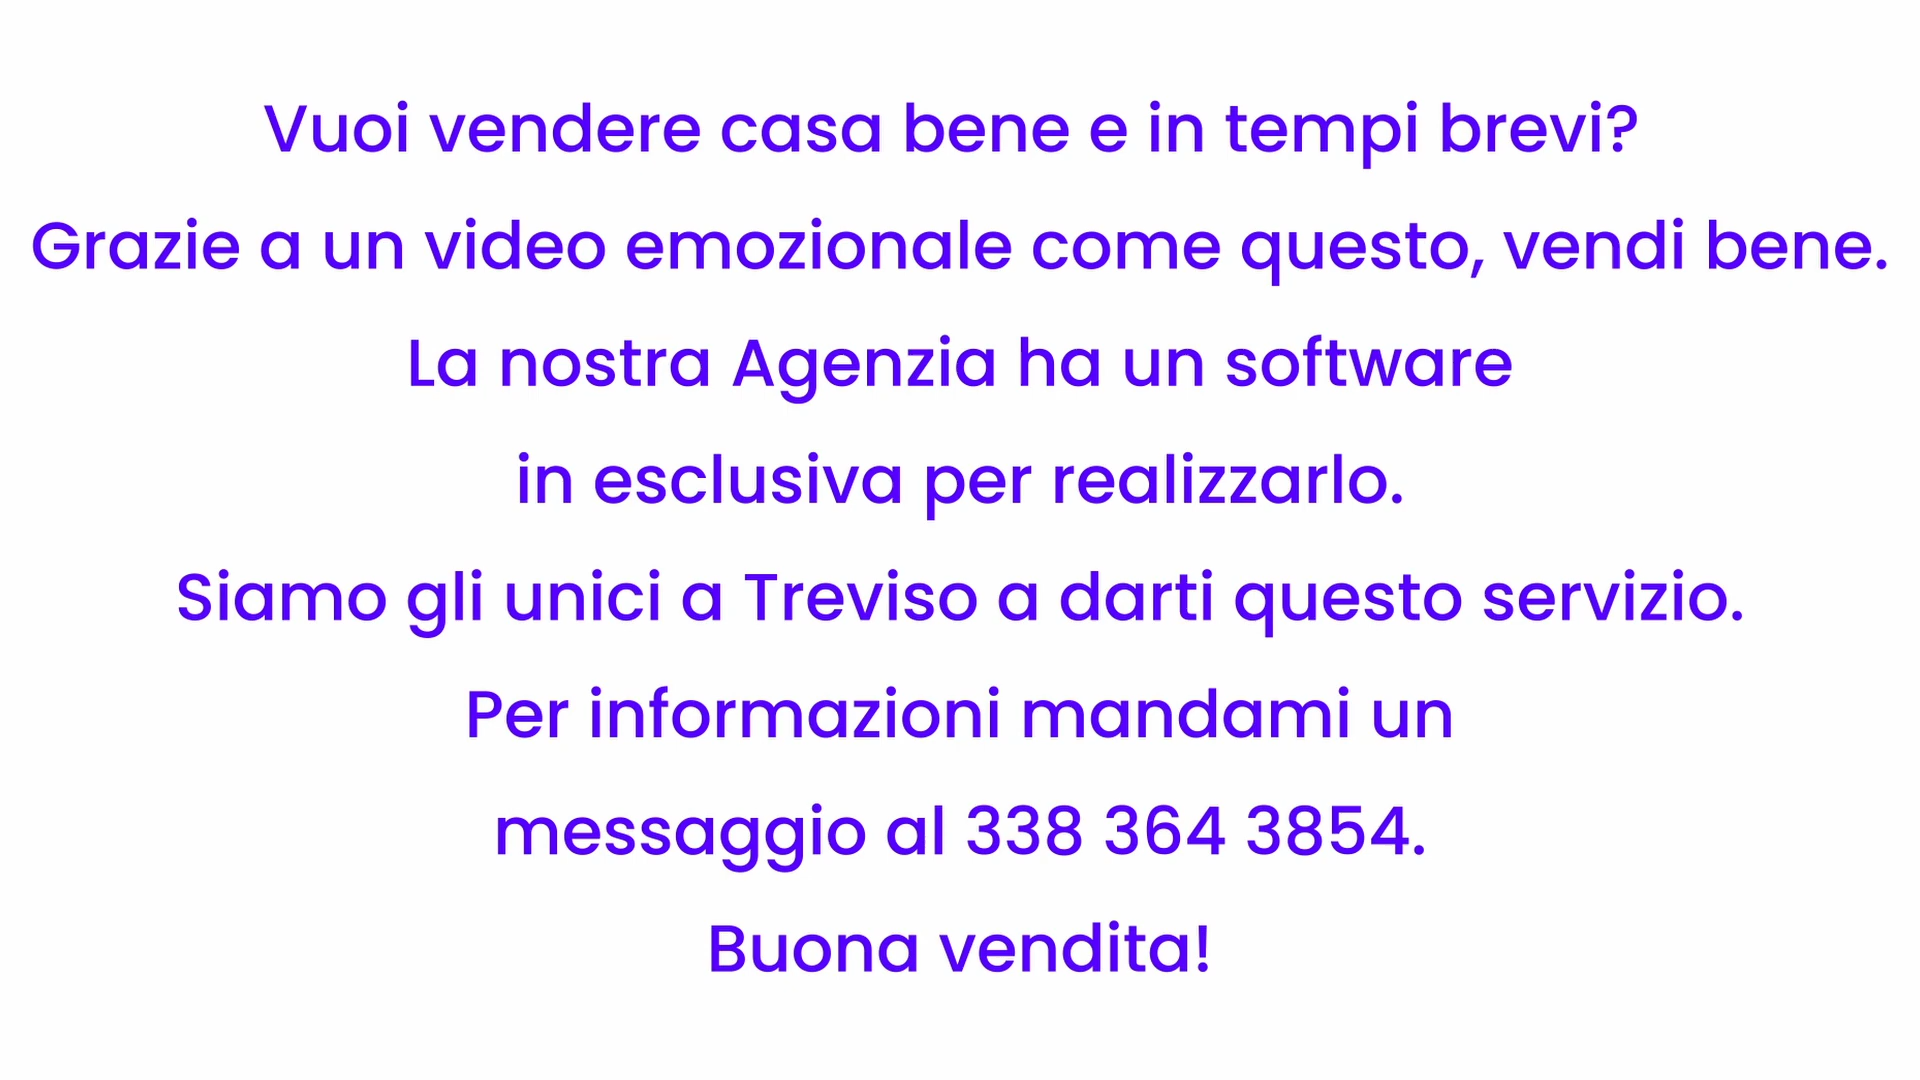 Vuoi vendere casa bene e in tempi brevi?
Grazie a un video emozionale come questo, vendi bene.
La nostra Agenzia ha un software
in esclusiva per realizzarlo.
Siamo gli unici a Treviso a darti questo servizio.
Per informazioni mandami un
messaggio al 338 364 3854.
Buona vendita!